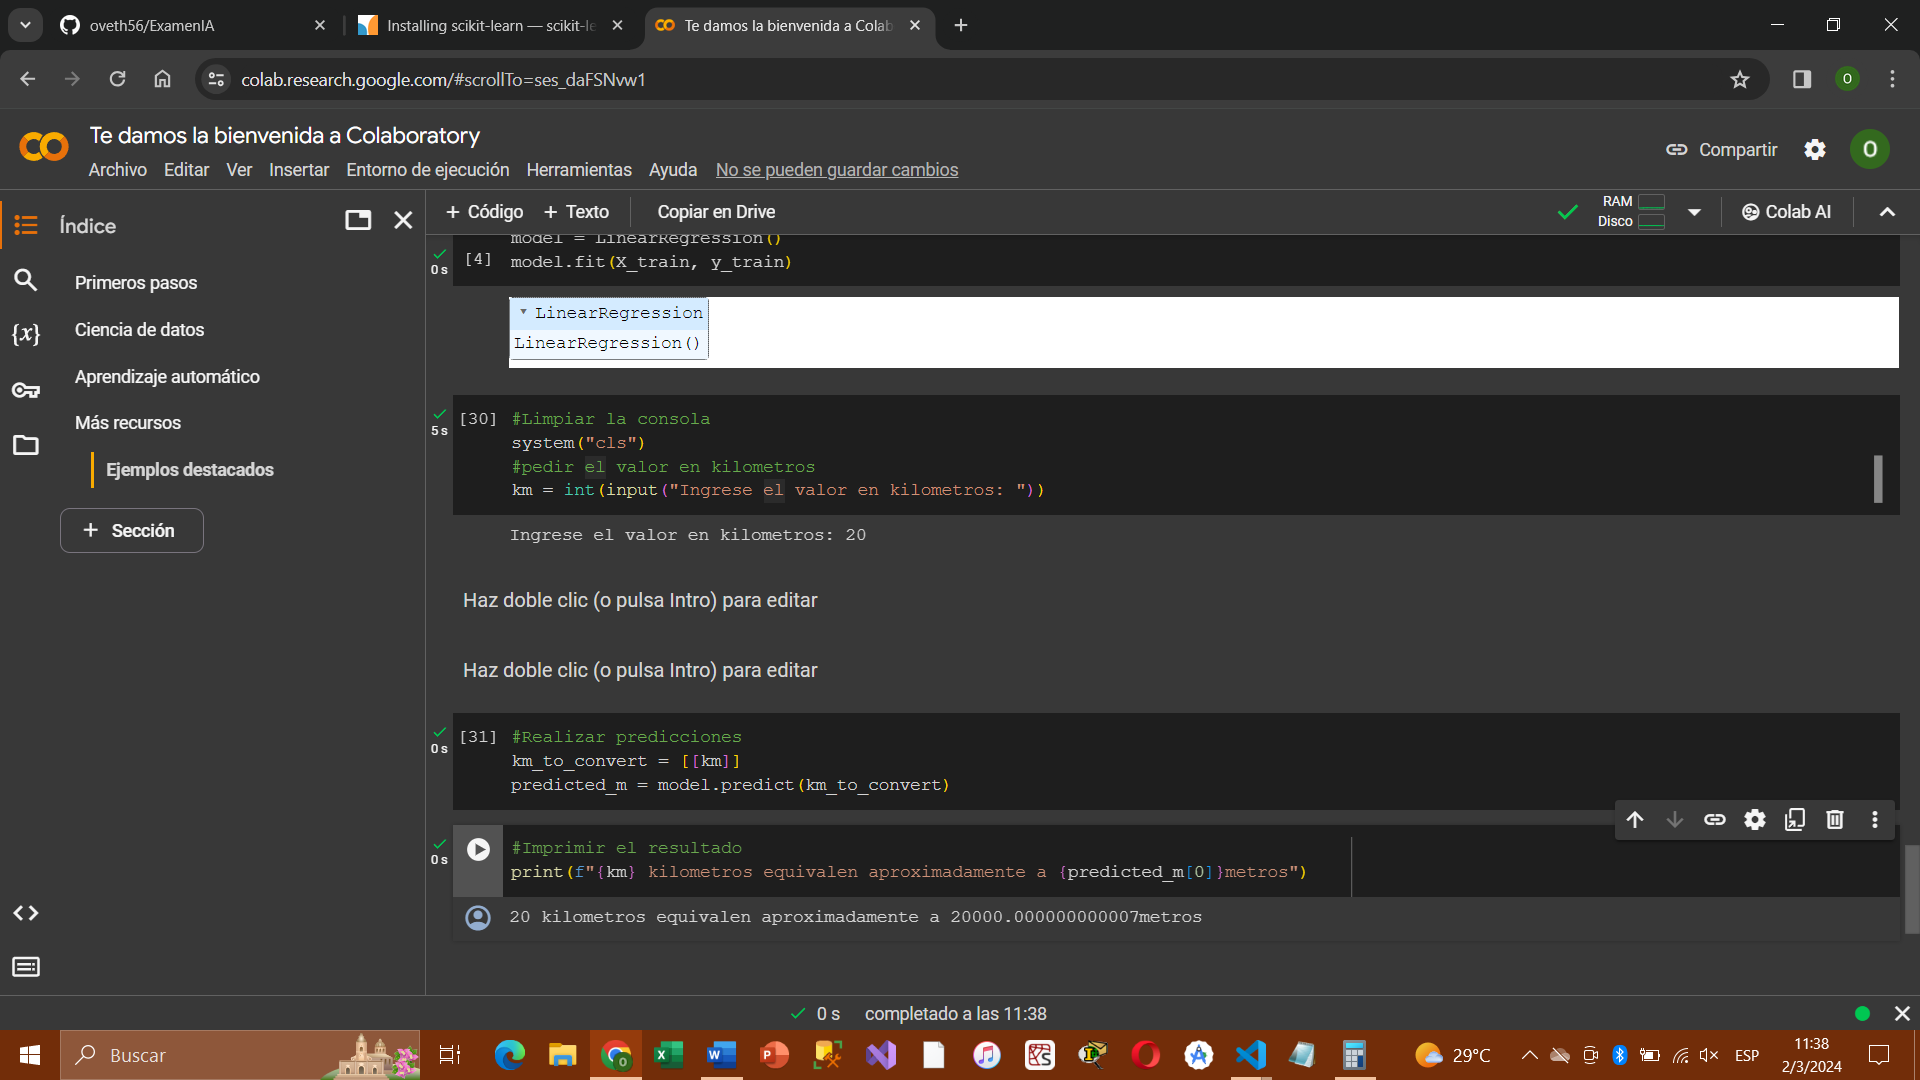 oveth56/ExamenIA
Installing scikit-learn — scikit-le
Te damos la bienvenida a Colab
colab.research.google.com/#scrollTo=ses_daFSNvw1
O
Te damos la bienvenida a Colaboratory
Archivo Editar Ver Insertar Entorno de ejecución Herramientas Ayuda No se pueden guardar cambios
Compartir
O
Índice
Primeros pasos
Ciencia de datos
Aprendizaje automático
Más recursos
Ejemplos destacados
+ Sección
+ Código + Texto Copiar en Drive
RAM
Disco
Colab AI
model = LinearRegression()
[4] model.fit(X_train, y_train)
0 s
LinearRegression
LinearRegression()
[30] #Limpiar la consola
5 s
system("cls")
#pedir el valor en kilometros
km = int(input("Ingrese el valor en kilometros: "))
Ingrese el valor en kilometros: 20
Haz doble clic (o pulsa Intro) para editar
Haz doble clic (o pulsa Intro) para editar
[31] #Realizar predicciones
0 s
km_to_convert = [[km]]
predicted_m = model.predict(km_to_convert)
#Imprimir el resultado
0 s
print(f"{km} kilometros equivalen aproximadamente a {predicted_m[0]}metros")
20 kilometros equivalen aproximadamente a 20000.000000000007metros
0 s completado a las 11:38
Buscar
29°C
ESP
11:38
2/3/2024